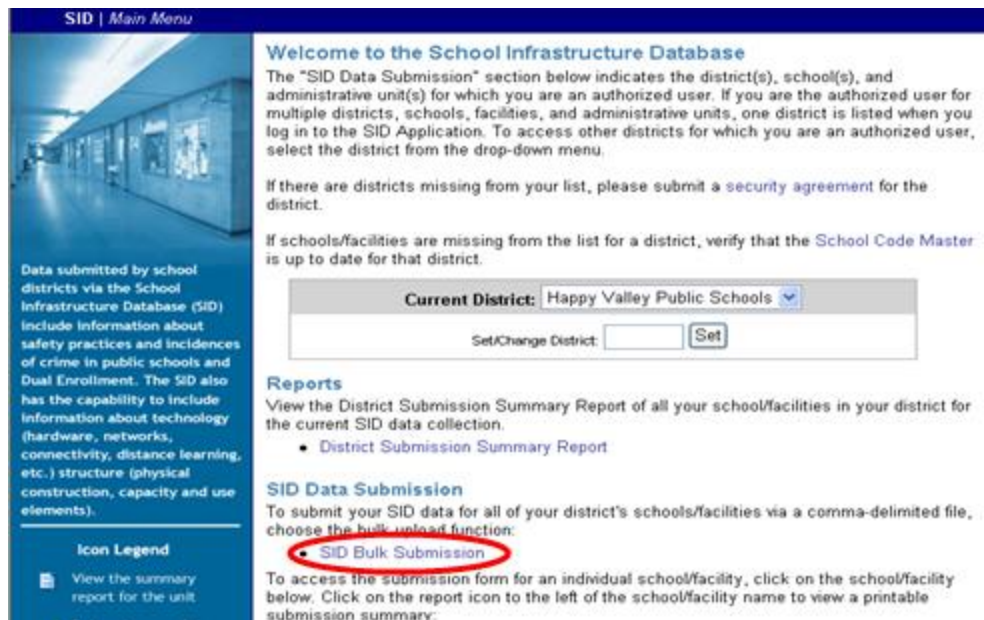 SID | Main Menu
Data submitted by school
districts via the School
Infrastructure Database (SID)
include information about
safety practices and incidences
of crime in public schools and
Dual Enrollment. The SID also
has the capability to include
information about technology
(hardware, networks,
connectivity, distance learning,
etc.) structure (physical
construction, capacity and use
elements).
Icon Legend
View the summary
report for the unit
Welcome to the School Infrastructure Database
The "SID Data Submission" section below indicates the district(s), school(s), and
administrative unit(s) for which you are an authorized user. If you are the authorized user for
multiple districts, schools, facilities, and administrative units, one district is listed when you
log in to the SID Application. To access other districts for which you are an authorized user,
select the district from the drop-down menu.
If there are districts missing from your list, please submit a security agreement for the
district.
If schools/facilities are missing from the list for a district, verify that the School Code Master
is up to date for that district.
Current District: Happy Valley Public Schools
Set/Change District: Set
Reports
View the District Submission Summary Report of all your school/facilities in your district for
the current SID data collection.
• District Submission Summary Report
SID Data Submission
To submit your SID data for all of your district's schools/facilities via a comma-delimited file,
choose the bulk upload function:
• SID Bulk Submission
To access the submission form for an individual school/facility, click on the school/facility
below. Click on the report icon to the left of the school/facility name to view a printable
submission summary: